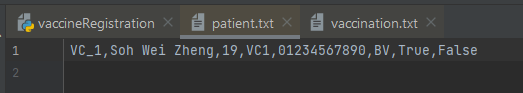 vaccineRegistration patient.txt vaccination.txt
1 VC_1,Soh Wei Zheng,19,VC1,01234567890,BV,True,False
2